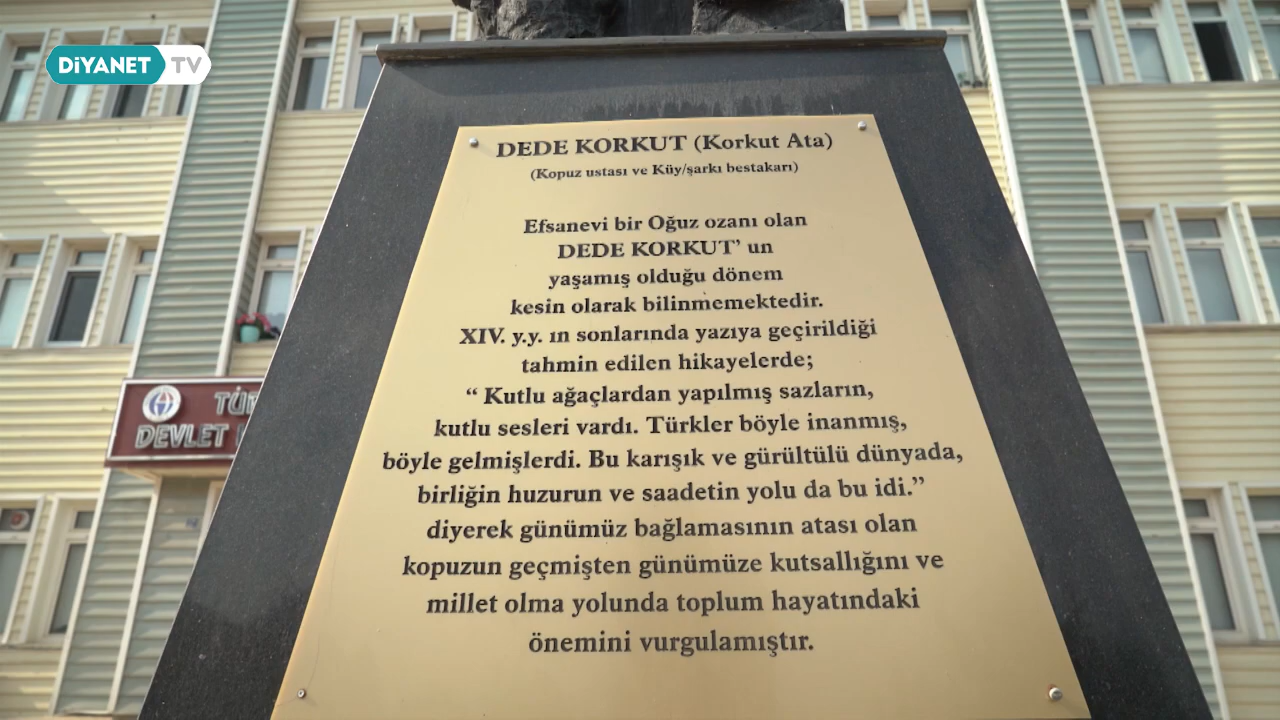 DİYANET TV
DEDE KORKUT (Korkut Ata)
(Kopuz ustası ve Küy/şarkı bestakarı)
Efsanevi bir Oğuz ozanı olan
DEDE KORKUT’ un
yaşamış olduğu dönem
kesin olarak bilinmemektedir.
XIV. y.y. ın sonlarında yazıya geçirildiği
tahmin edilen hikayelerde;
“ Kutlu ağaçlardan yapılmış sazların,
kutlu sesleri vardı. Türkler böyle inanmış,
böyle gelmişlerdi. Bu karışık ve gürültülü dünyada,
birliğin huzurun ve saadetin yolu da bu idi.”
diyerek günümüz bağlamasının atası olan
kopuzun geçmişten günümüze kutsallığını ve
millet olma yolunda toplum hayatındaki
önemini vurgulamıştır.
DEVLET